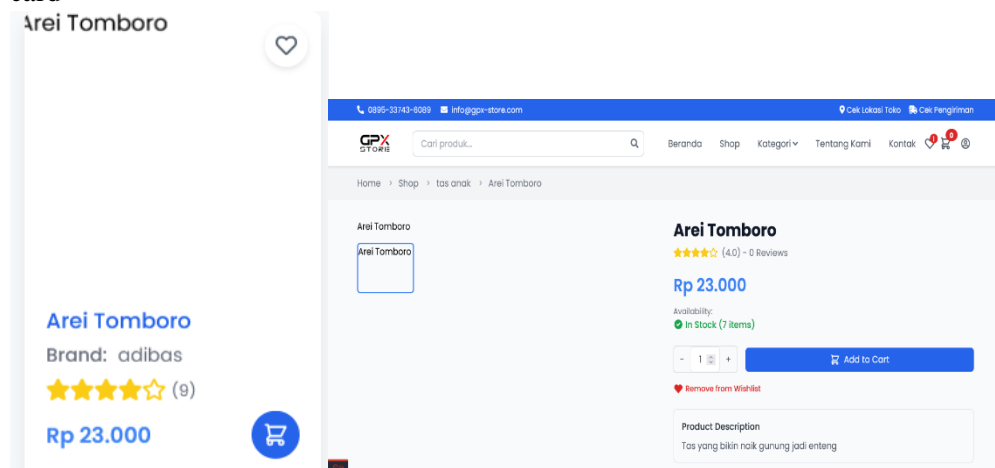 Arei Tomboro
Arei Tomboro
Brand: adibas
(9)
Rp 23.000
0895-33743-6089 info@gpx-store.com Cek Lokasi Toko Cek Pengiriman
GPX
STORE
Cari produk... Beranda Shop Kategori Tentang Kami Kontak 1 0
Home > Shop > tas anak > Arei Tomboro
Arei Tomboro
Arei Tomboro
Arei Tomboro
(4.0) - 0 Reviews
Rp 23.000
Availability:
In Stock (7 items)
- 1 + Add to Cart
Remove from Wishlist
Product Description
Tas yang bikin naik gunung jadi enteng